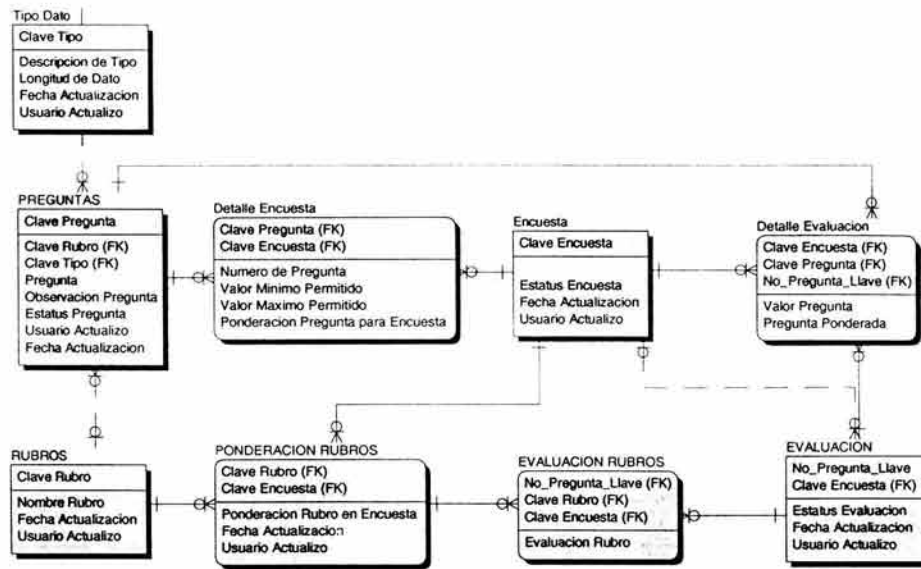 Tipo Dato
Clave Tipo
Descripcion de Tipo
Longitud de Dato
Fecha Actualizacion
Usuario Actualizo
PREGUNTAS
Clave Pregunta
Clave Rubro (FK)
Clave Tipo (FK)
Pregunta
Observacion Pregunta
Estatus Pregunta
Usuario Actualizo
Fecha Actualizacion
Detalle Encuesta
Clave Pregunta (FK)
Clave Encuesta (FK)
Numero de Pregunta
Valor Minimo Permitido
Valor Maximo Permitido
Ponderacion Pregunta para Encuesta
Encuesta
Clave Encuesta
Estatus Encuesta
Fecha Actualizacion
Usuario Actualizo
Detalle Evaluacion
Clave Encuesta (FK)
Clave Pregunta (FK)
No_Pregunta_Llave (FK)
Valor Pregunta
Pregunta Ponderada
RUBROS
Clave Rubro
Nombre Rubro
Fecha Actualizacion
Usuario Actualizo
PONDERACION RUBROS
Clave Rubro (FK)
Clave Encuesta (FK)
Ponderacion Rubro en Encuesta
Fecha Actualizacion
Usuario Actualizo
EVALUACION RUBROS
No_Pregunta_Llave (FK)
Clave Rubro (FK)
Clave Encuesta (FK)
Evaluacion Rubro
EVALUACION
No_Pregunta_Llave
Clave Encuesta (FK)
Estatus Evaluacion
Fecha Actualizacion
Usuario Actualizo